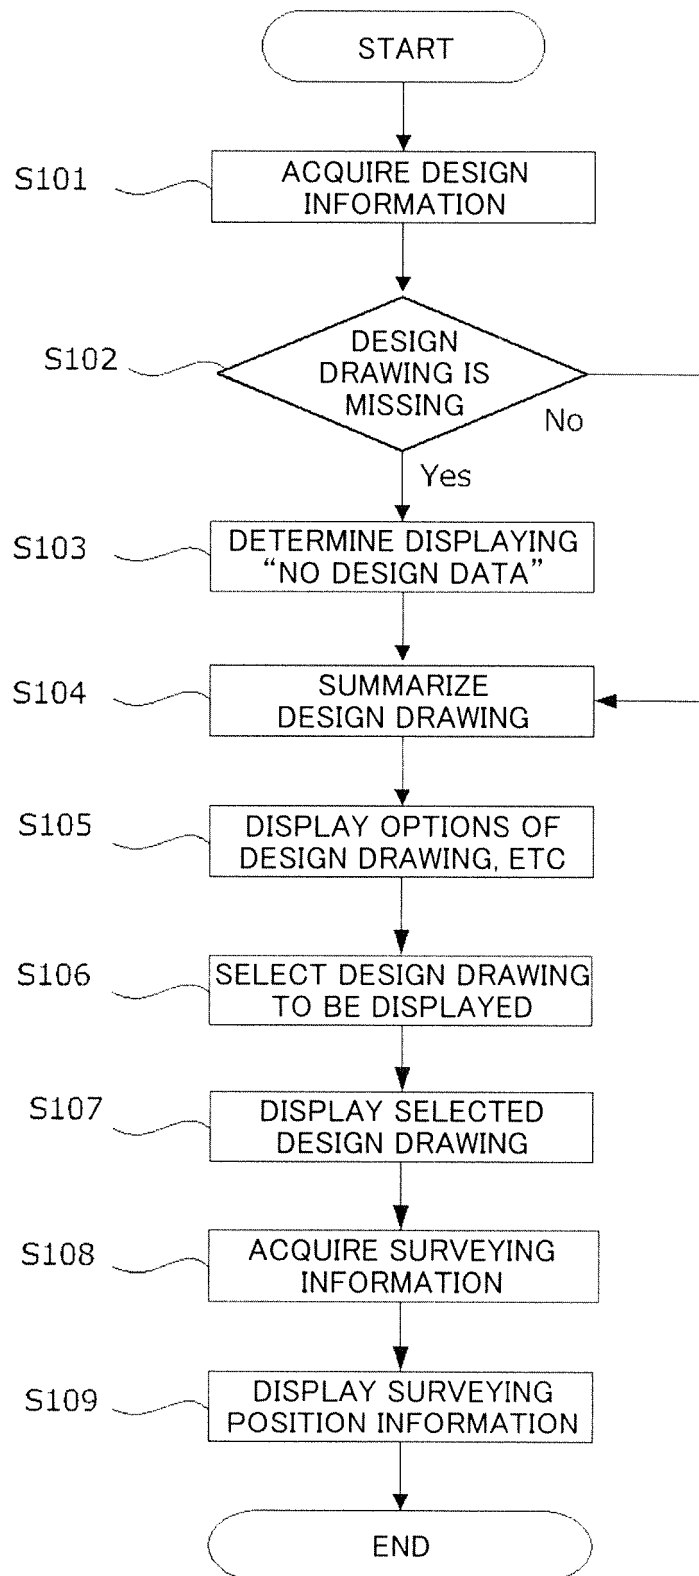 START
S101
ACQUIRE DESIGN
INFORMATION
S102
DESIGN
DRAWING IS
MISSING
No
Yes
S103
DETERMINE DISPLAYING
“NO DESIGN DATA”
S104
SUMMARIZE
DESIGN DRAWING
S105
DISPLAY OPTIONS OF
DESIGN DRAWING, ETC
S106
SELECT DESIGN DRAWING
TO BE DISPLAYED
S107
DISPLAY SELECTED
DESIGN DRAWING
S108
ACQUIRE SURVEYING
INFORMATION
S109
DISPLAY SURVEYING
POSITION INFORMATION
END